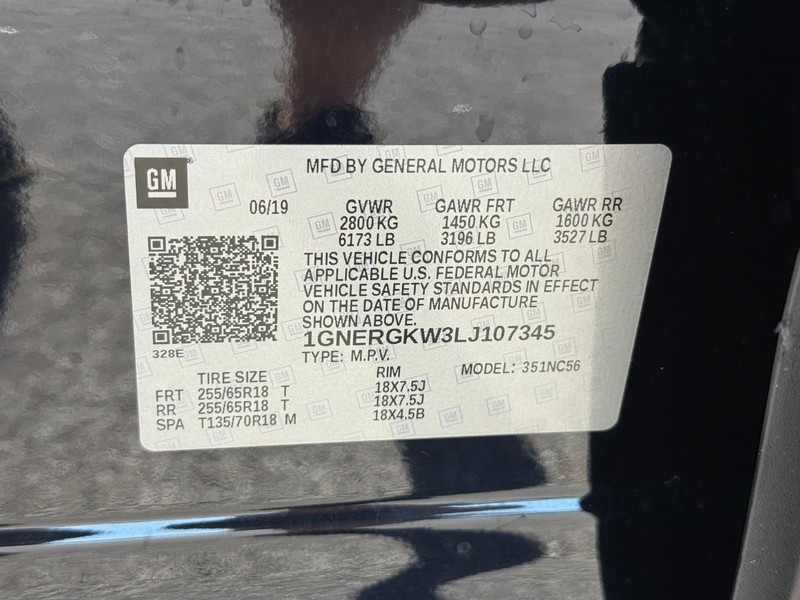 GM
MFD BY GENERAL MOTORS LLC
06/19 GVWR GAWR FRT GAWR RR
2800 KG 1450 KG 1600 KG
6173 LB 3196 LB 3527 LB
THIS VEHICLE CONFORMS TO ALL
APPLICABLE U.S. FEDERAL MOTOR
VEHICLE SAFETY STANDARDS IN EFFECT
ON THE DATE OF MANUFACTURE
SHOWN ABOVE.
1GNERGKW3LJ107345
328E
TYPE: M.P.V. MODEL: 351NC56
TIRE SIZE RIM
FRT 255/65R18 T 18X7.5J
RR 255/65R18 T 18X7.5J
SPA T135/70R18 M 18X4.5B